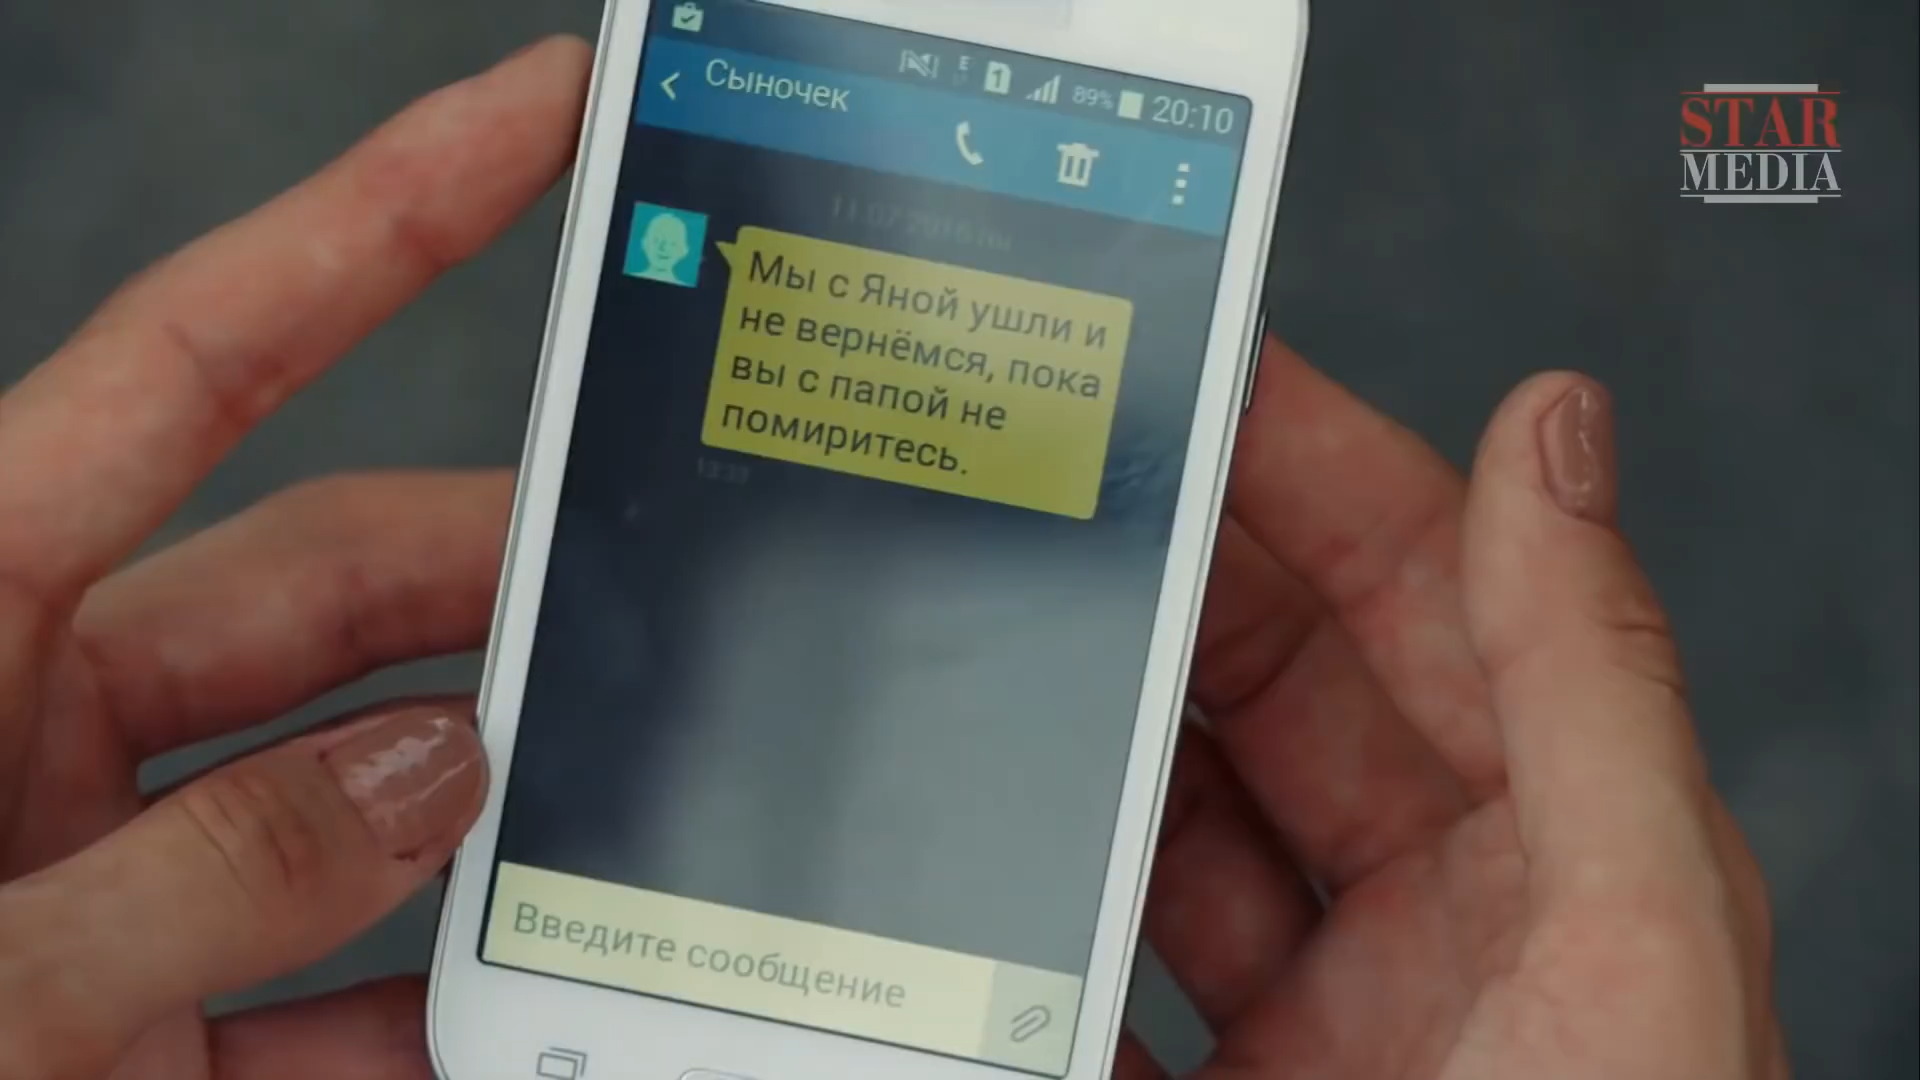 89% 20:10
Сыночек
STAR
MEDIA
Мы с Яной ушли и
не вернёмся, пока
вы с папой не
помиритесь.
Введите сообщение